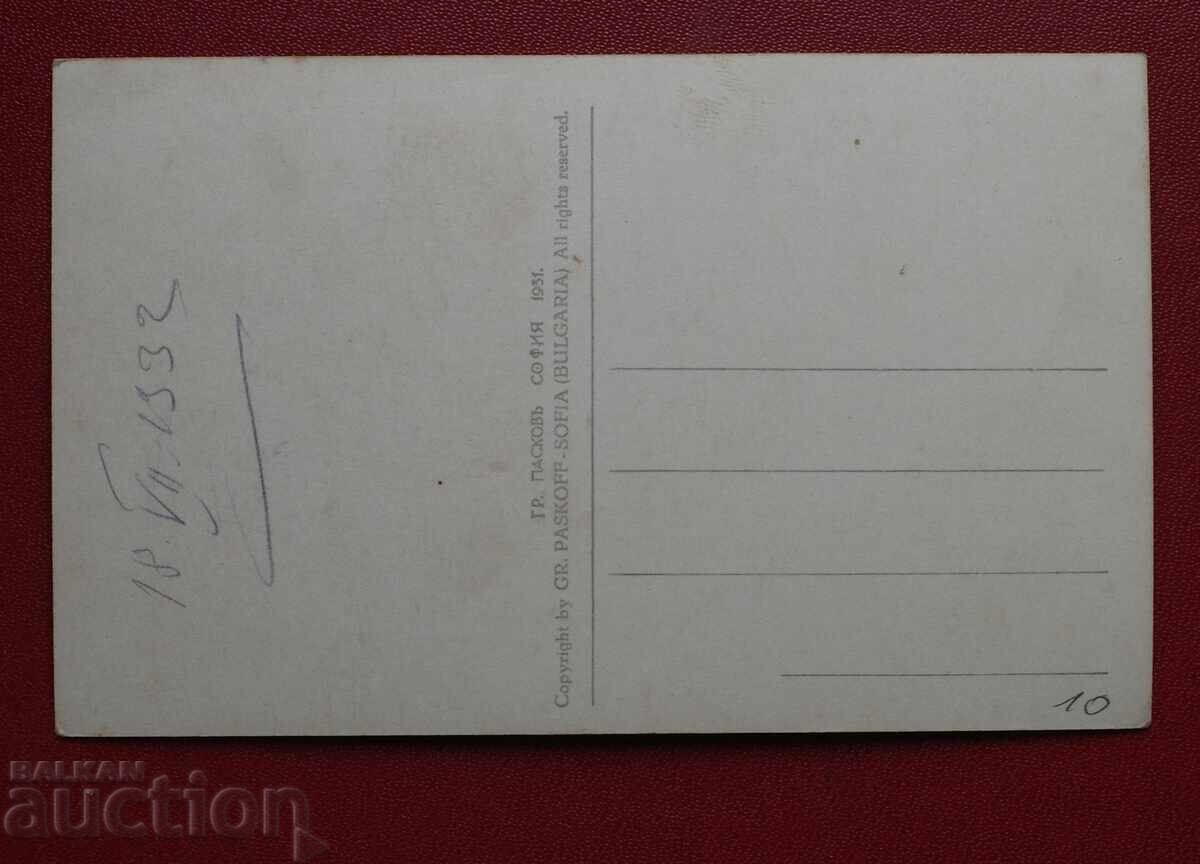 18. VII. 1932
ГР. ПАСКОВЪ СОФИЯ 1931.
Copyright by GR. PASKOFF-SOFIA (BULGARIA) All rights reserved.
10
BALKAN
auction